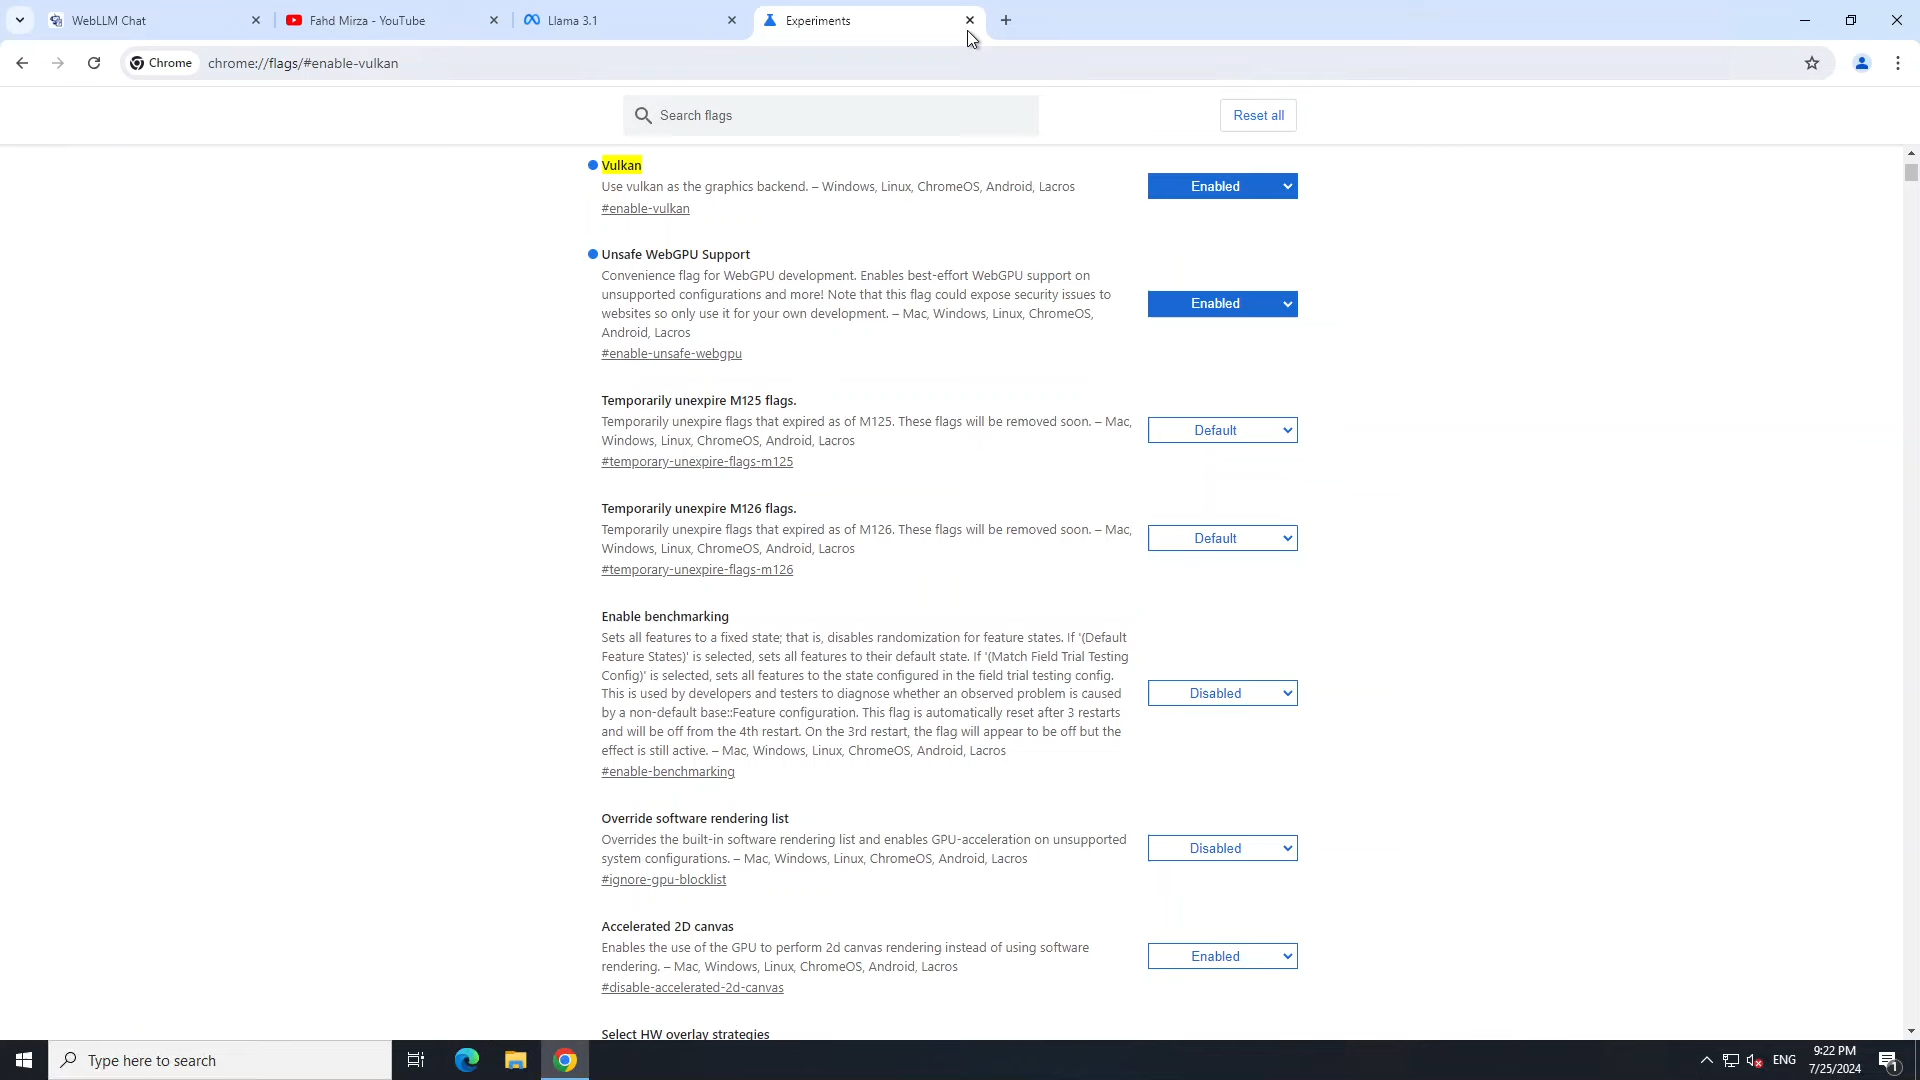 WebLLM Chat
Fahd Mirza - YouTube
Llama 3.1
Experiments
Chrome
chrome://flags/#enable-vulkan
Search flags
Reset all
Vulkan
Use vulkan as the graphics backend. – Windows, Linux, ChromeOS, Android, Lacros
#enable-vulkan
Enabled
Unsafe WebGPU Support
Convenience flag for WebGPU development. Enables best-effort WebGPU support on
unsupported configurations and more! Note that this flag could expose security issues to
websites so only use it for your own development. – Mac, Windows, Linux, ChromeOS,
Android, Lacros
#enable-unsafe-webgpu
Enabled
Temporarily unexpire M125 flags.
Temporarily unexpire flags that expired as of M125. These flags will be removed soon. – Mac,
Windows, Linux, ChromeOS, Android, Lacros
#temporary-unexpire-flags-m125
Default
Temporarily unexpire M126 flags.
Temporarily unexpire flags that expired as of M126. These flags will be removed soon. – Mac,
Windows, Linux, ChromeOS, Android, Lacros
#temporary-unexpire-flags-m126
Default
Enable benchmarking
Sets all features to a fixed state; that is, disables randomization for feature states. If '(Default
Feature States)' is selected, sets all features to their default state. If '(Match Field Trial Testing
Config)' is selected, sets all features to the state configured in the field trial testing config.
This is used by developers and testers to diagnose whether an observed problem is caused
by a non-default base::Feature configuration. This flag is automatically reset after 3 restarts
and will be off from the 4th restart. On the 3rd restart, the flag will appear to be off but the
effect is still active. – Mac, Windows, Linux, ChromeOS, Android, Lacros
#enable-benchmarking
Disabled
Override software rendering list
Overrides the built-in software rendering list and enables GPU-acceleration on unsupported
system configurations. – Mac, Windows, Linux, ChromeOS, Android, Lacros
#ignore-gpu-blocklist
Disabled
Accelerated 2D canvas
Enables the use of the GPU to perform 2d canvas rendering instead of using software
rendering. – Mac, Windows, Linux, ChromeOS, Android, Lacros
#disable-accelerated-2d-canvas
Enabled
Select HW overlay strategies
Type here to search
ENG
9:22 PM
7/25/2024
1